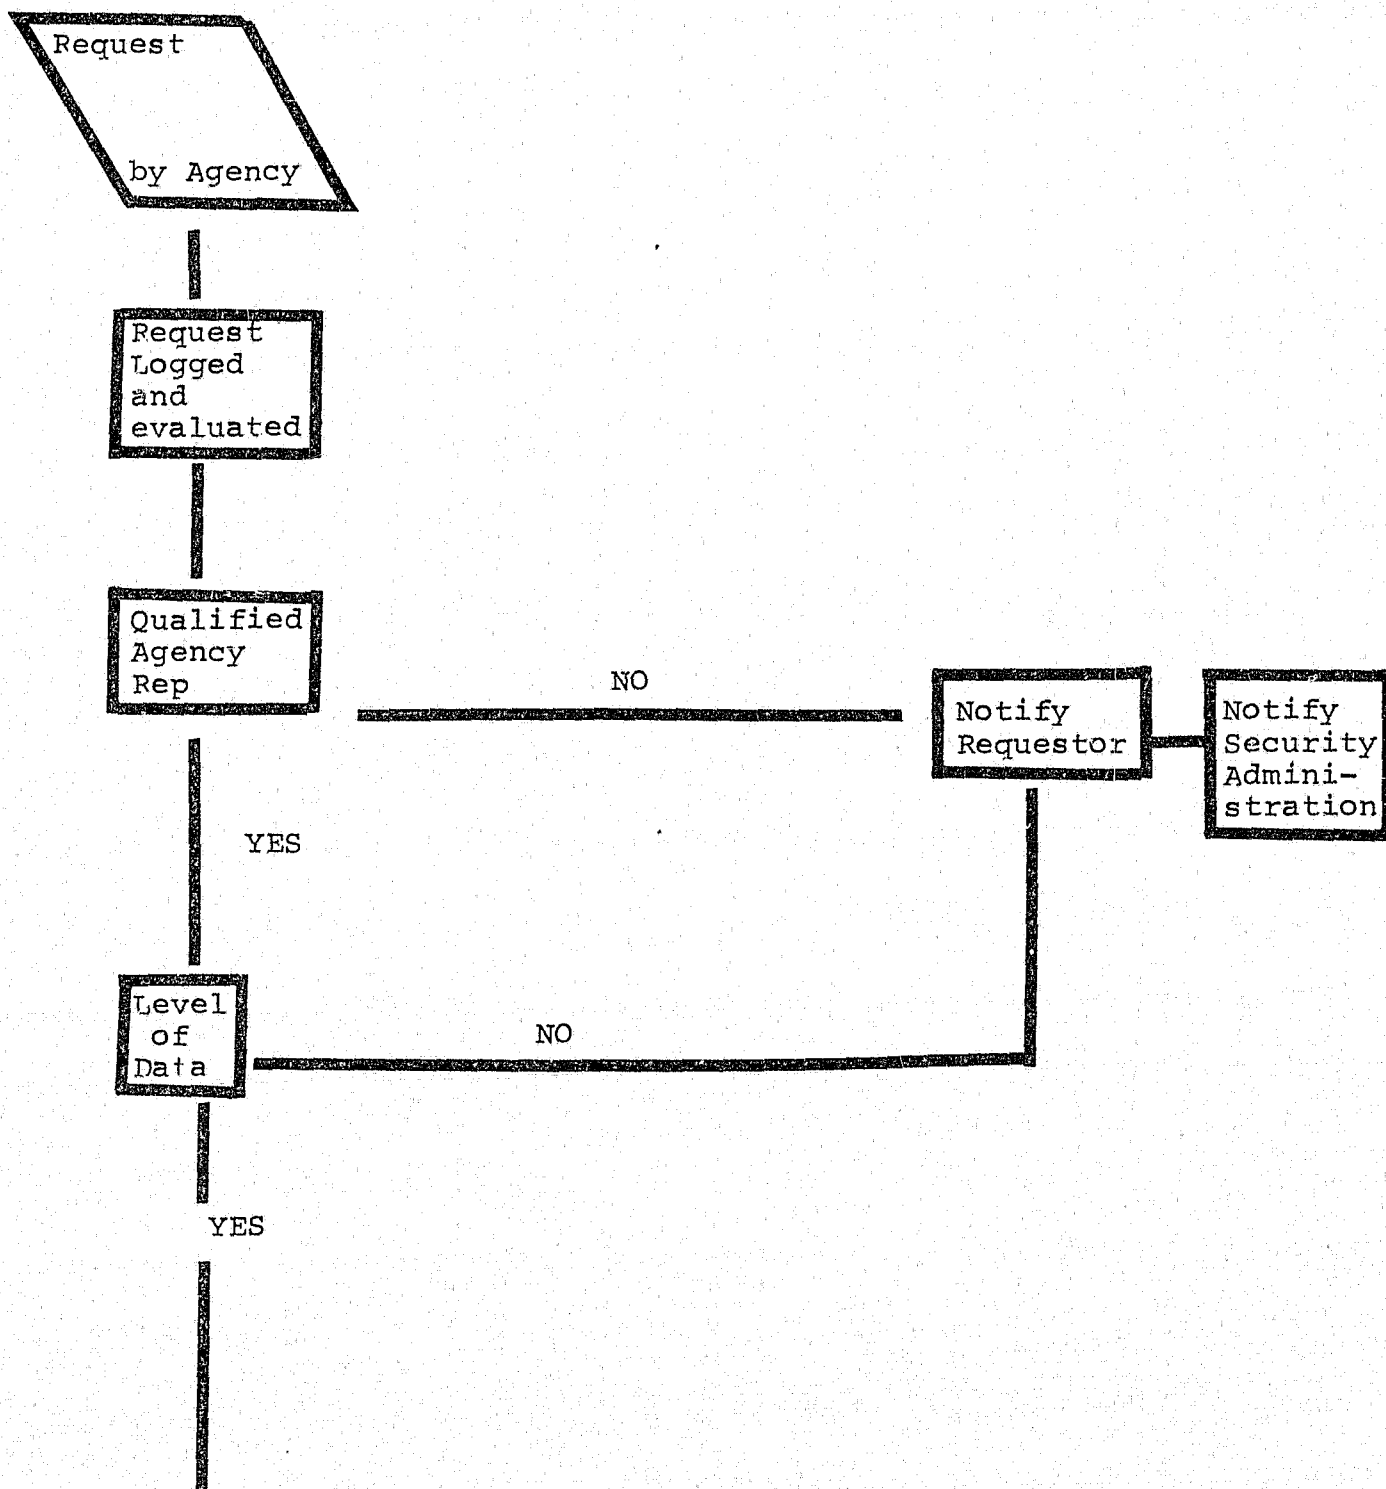 Request
by Agency
Request
Logged
and
evaluated
Qualified
Agency
Rep
NO
Notify
Requestor
Notify
Security
Admini-
stration
YES
Level
of
Data
NO
YES